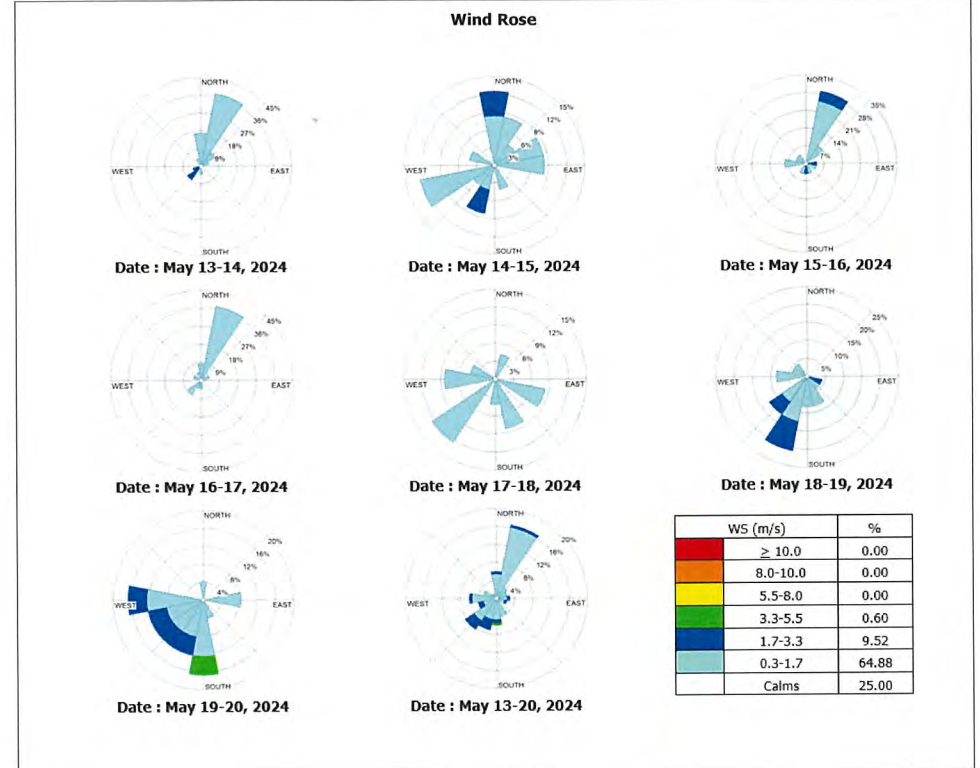 Wind Rose
NORTH
45%
36%
27%
18%
9%
WEST
EAST
SOUTH
Date : May 13-14, 2024
NORTH
15%
12%
9%
6%
3%
WEST
EAST
SOUTH
Date : May 14-15, 2024
NORTH
35%
28%
21%
14%
7%
WEST
EAST
SOUTH
Date : May 15-16, 2024
NORTH
45%
36%
27%
18%
9%
WEST
EAST
SOUTH
Date : May 16-17, 2024
NORTH
15%
12%
9%
6%
3%
WEST
EAST
SOUTH
Date : May 17-18, 2024
NORTH
25%
20%
15%
10%
5%
WEST
EAST
SOUTH
Date : May 18-19, 2024
NORTH
20%
16%
12%
8%
4%
WEST
EAST
SOUTH
Date : May 19-20, 2024
NORTH
20%
16%
12%
8%
4%
WEST
EAST
SOUTH
Date : May 13-20, 2024
WS (m/s) %
≥ 10.0 0.00
8.0-10.0 0.00
5.5-8.0 0.00
3.3-5.5 0.60
1.7-3.3 9.52
0.3-1.7 64.88
Calms 25.00